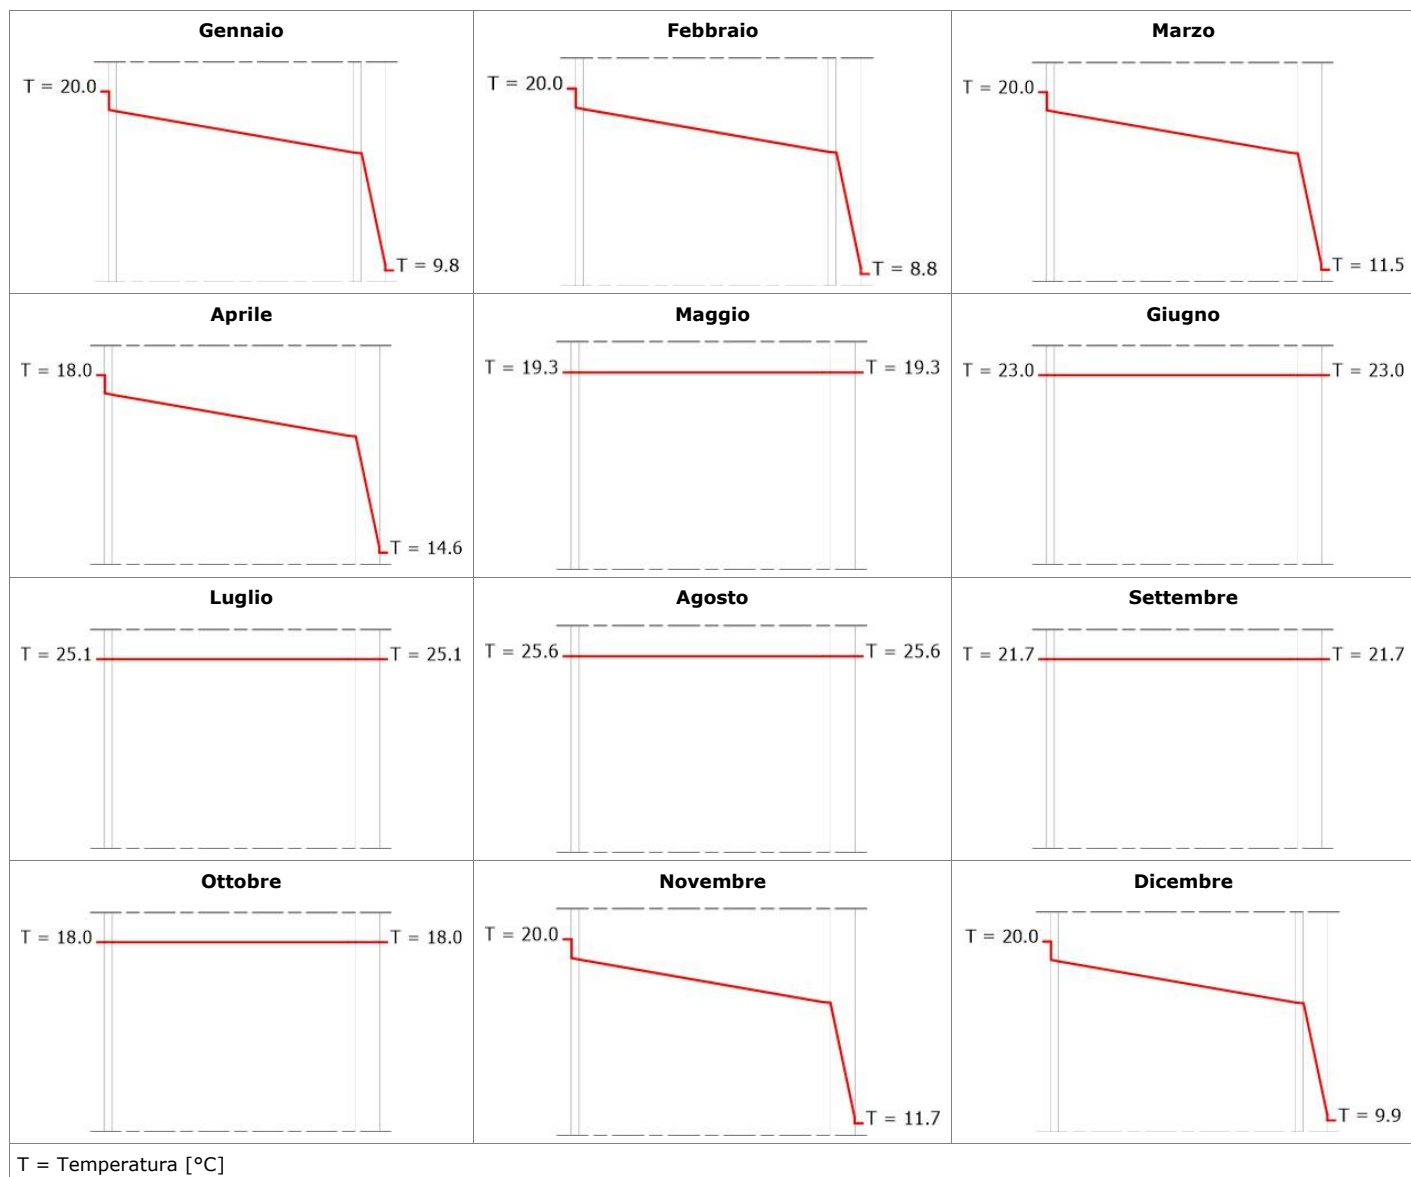 Gennaio
T = 20.0
T = 9.8
Febbraio
T = 20.0
T = 8.8
Marzo
T = 20.0
T = 11.5
Aprile
T = 18.0
T = 14.6
Maggio
T = 19.3
T = 19.3
Giugno
T = 23.0
T = 23.0
Luglio
T = 25.1
T = 25.1
Agosto
T = 25.6
T = 25.6
Settembre
T = 21.7
T = 21.7
Ottobre
T = 18.0
T = 18.0
Novembre
T = 20.0
T = 11.7
Dicembre
T = 20.0
T = 9.9
T = Temperatura [°C]